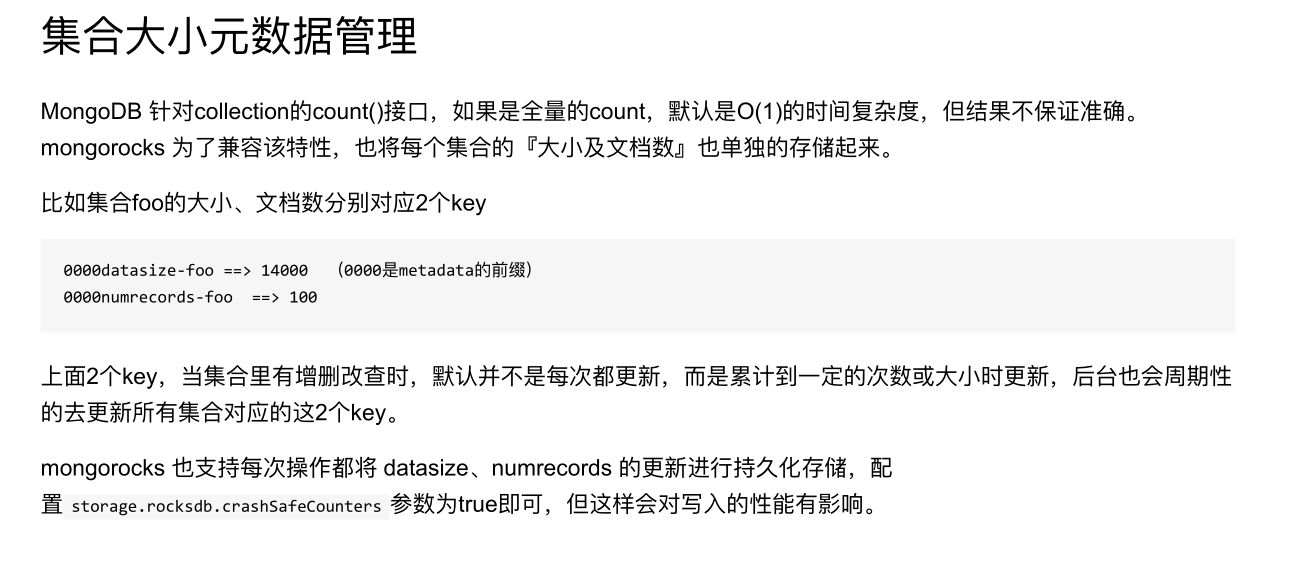 集合大小元数据管理
MongoDB 针对collection的count()接口，如果是全量的count，默认是O(1)的时间复杂度，但结果不保证准确。
mongorocks 为了兼容该特性，也将每个集合的『大小及文档数』也单独的存储起来。
比如集合foo的大小、文档数分别对应2个key
0000datasize-foo ==> 14000 （0000是metadata的前缀）
0000numrecords-foo ==> 100
上面2个key，当集合里有增删改查时，默认并不是每次都更新，而是累计到一定的次数或大小时更新，后台也会周期性
的去更新所有集合对应的这2个key。
mongorocks 也支持每次操作都将 datasize、numrecords 的更新进行持久化存储，配
置 storage.rocksdb.crashSafeCounters 参数为true即可，但这样会对写入的性能有影响。